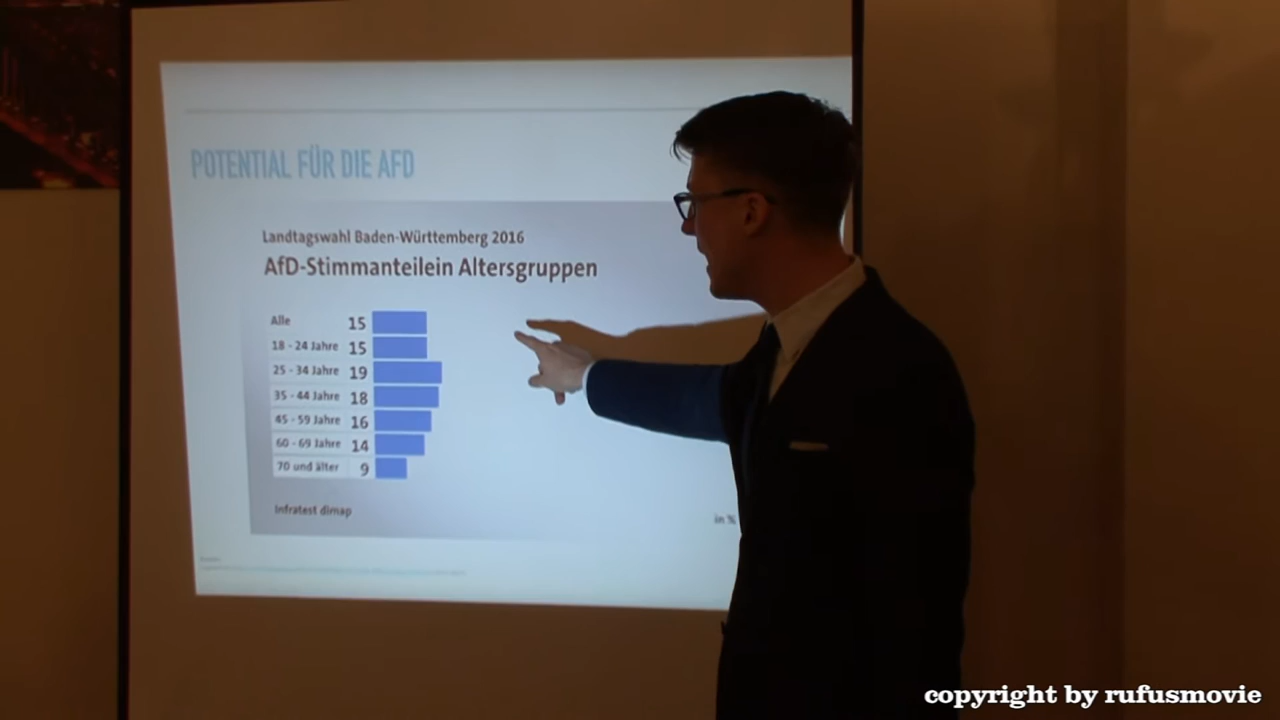 POTENTIAL FÜR DIE AFD
Landtagswahl Baden-Württemberg 2016
AfD-Stimmanteilein Altersgruppen
Alle 15
18 - 24 Jahre 15
25 - 34 Jahre 19
35 - 44 Jahre 18
45 - 59 Jahre 16
60 - 69 Jahre 14
70 und älter 9
Infratest dimap
in %
copyright by rufusmovie